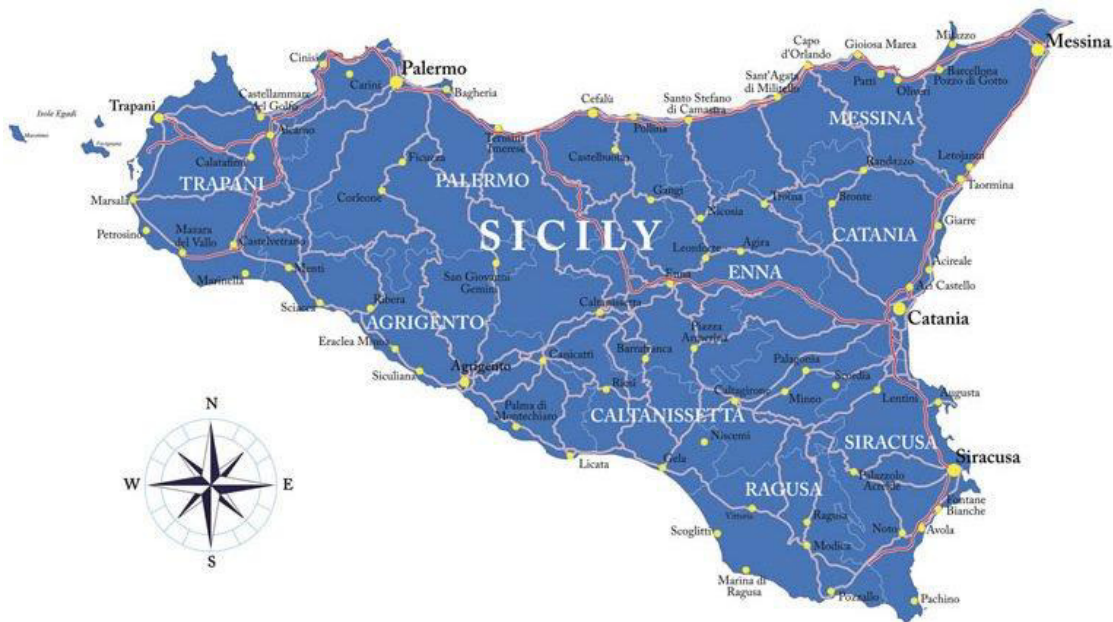 Milazzo
Capo
d'Orlando
Gioiosa Marea
Messina
Cinisi
Palermo
Carini
Bagheria
Patti
Oliveri
Barcellona
Pozzo di Gotto
Sant'Agata
di Militello
Isole Egadi
Trapani
Castellammare
del Golfo
Alcamo
Cefalù
Pollina
Santo Stefano
di Camastra
MESSINA
Termini
Imerese
Castelbuono
Calatafimi
Ficuzza
TRAPANI
PALERMO
Randazzo
Letojanni
Taormina
Marsala
Corleone
Gangi
Nicosia
Troina
Bronte
Petrosino
Mazara
del Vallo
Castelvetrano
SICILY
CATANIA
Giarre
Leonforte
Agira
Marinella
Menfi
San Giovanni
Gemini
Enna
ENNA
Acireale
Aci Castello
Sciacca
Ribera
AGRIGENTO
Caltanissetta
Catania
Eraclea Minoa
Siculiana
Agrigento
Canicatti
Barrafranca
Piazza
Armerina
Palagonia
Scordia
Mineo
Lentini
Augusta
Riesi
Caltagirone
Palma di
Montechiaro
CALTANISSETTA
Niscemi
SIRACUSA
N
W
E
S
Licata
Gela
Siracusa
Palazzolo
Acreide
RAGUSA
Fontane
Bianche
Vittoria
Ragusa
Noto
Avola
Scoglitti
Modica
Marina di
Ragusa
Pozzallo
Pachino